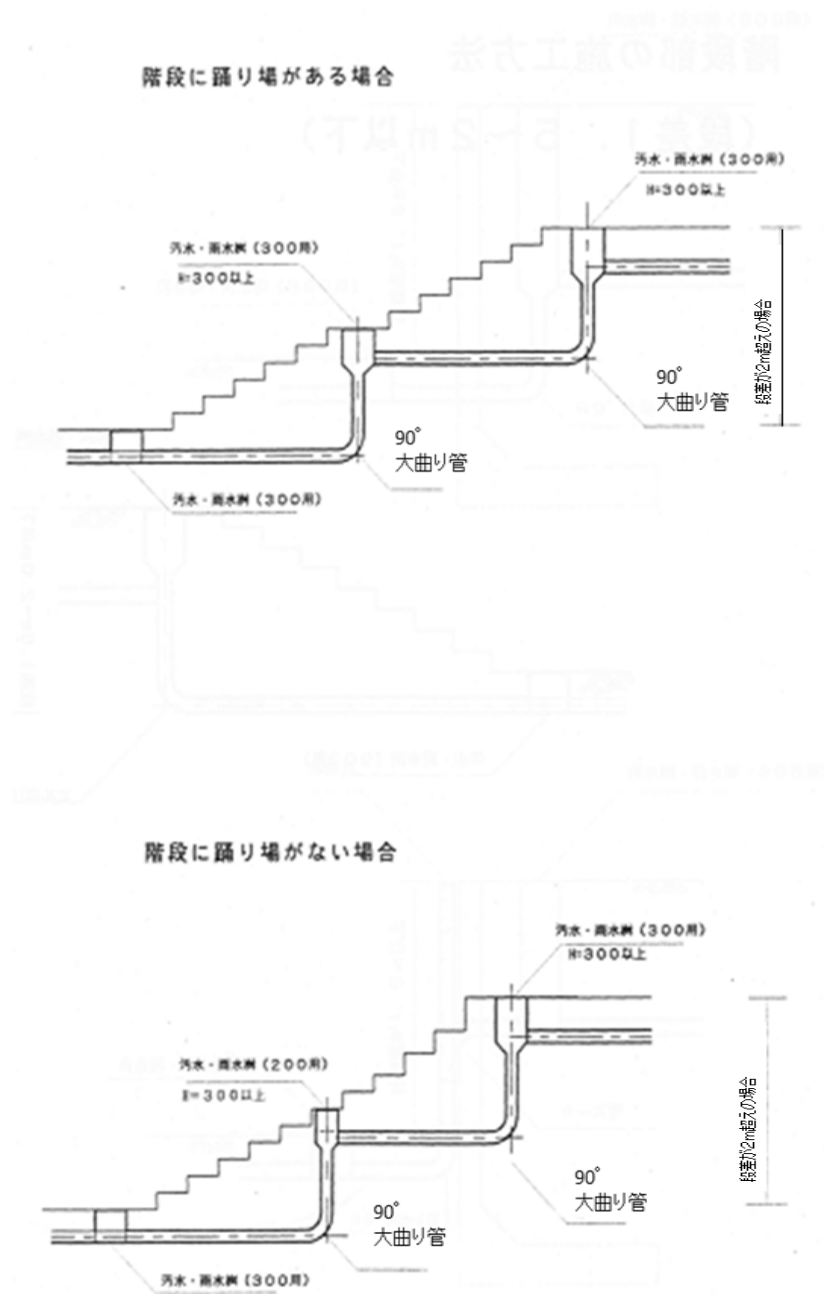 階段に踊り場がある場合
汚水・雨水桝(300用)
H=300以上
汚水・雨水桝(300用)
H=300以上
段差が2m超えの場合
90°
大曲り管
90°
大曲り管
汚水・雨水桝(300用)
階段に踊り場がない場合
汚水・雨水桝(300用)
H=300以上
汚水・雨水桝(200用)
H=300以上
段差が2m超えの場合
90°
大曲り管
90°
大曲り管
汚水・雨水桝(300用)